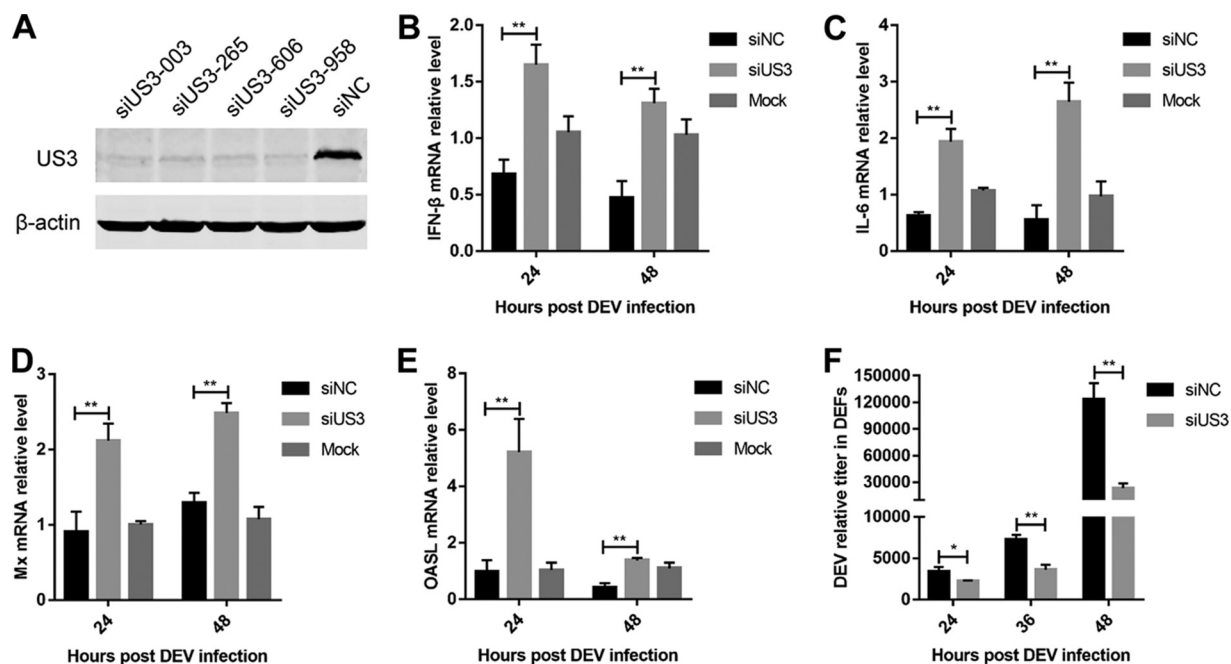 A
siUS3-003
siUS3-265
siUS3-606
siUS3-958
siNC
US3
β-actin
B
IFN-β mRNA relative level
2.0
1.5
1.0
0.5
0.0
**
**
siNC
siUS3
Mock
24
48
Hours post DEV infection
C
IL-6 mRNA relative level
4
3
2
1
0
**
**
siNC
siUS3
Mock
24
48
Hours post DEV infection
D
Mx mRNA relative level
3
2
1
0
**
**
siNC
siUS3
Mock
24
48
Hours post DEV infection
E
OASL mRNA relative level
8
6
4
2
0
**
**
siNC
siUS3
Mock
24
48
Hours post DEV infection
F
DEV relative titer in DEFs
150000
130000
110000
90000
70000
50000
30000
10000
10000
5000
0
*
**
**
siNC
siUS3
24
36
48
Hours post DEV infection